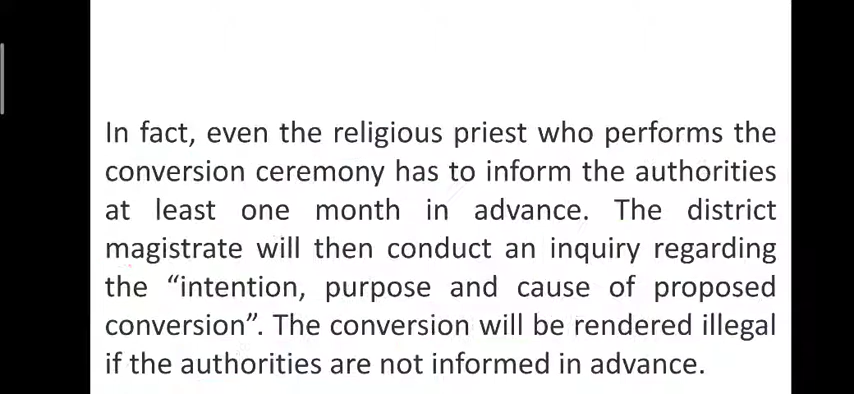 In fact, even the religious priest who performs the
conversion ceremony has to inform the authorities
at least one month in advance. The district
magistrate will then conduct an inquiry regarding
the “intention, purpose and cause of proposed
conversion”. The conversion will be rendered illegal
if the authorities are not informed in advance.